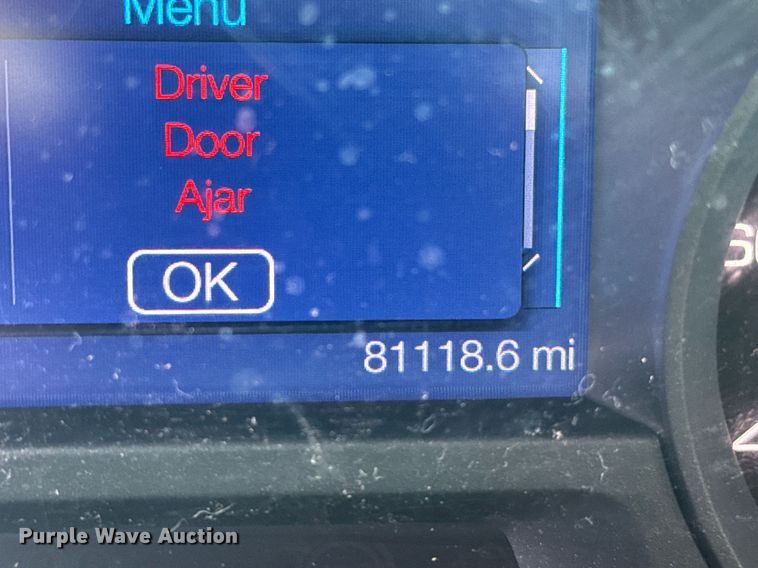 Menu
Driver
Door
Ajar
OK
81118.6 mi
Purple Wave Auction